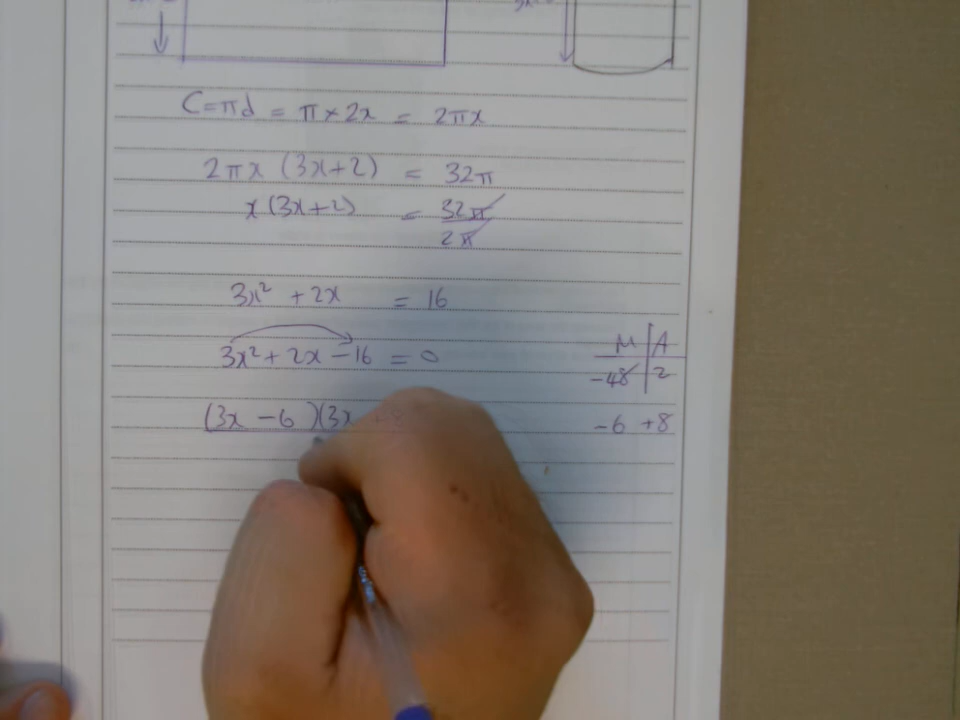 C=πd = π×2x = 2πx
2πx (3x+2) = 32π
x(3x+2) = 32π
2π
3x² + 2x = 16
3x² + 2x -16 = 0
M A
-48 2
(3x -6)(3x +8
-6 +8